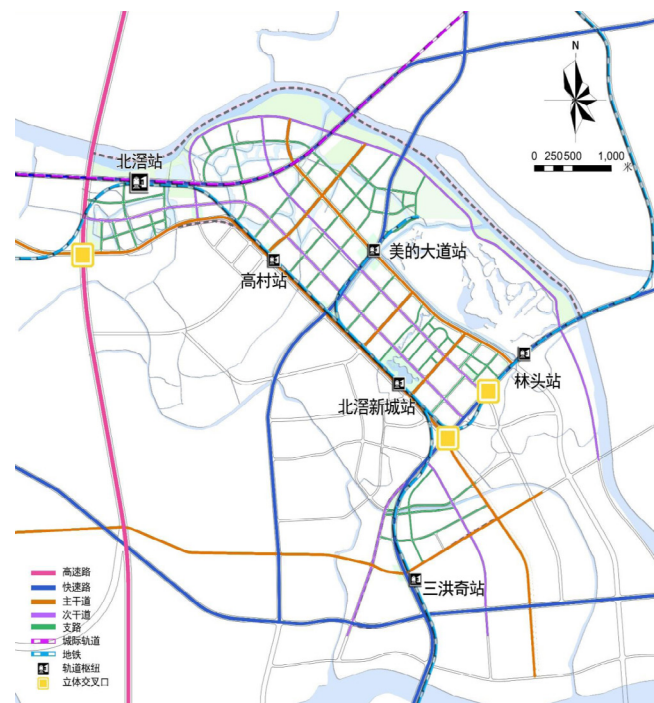 N
0 250500 1,000
米
北滘站
高村站
美的大道站
林头站
北滘新城站
三洪奇站
高速路
快速路
主干道
次干道
支路
城际轨道
地铁
轨道枢纽
立体交叉口